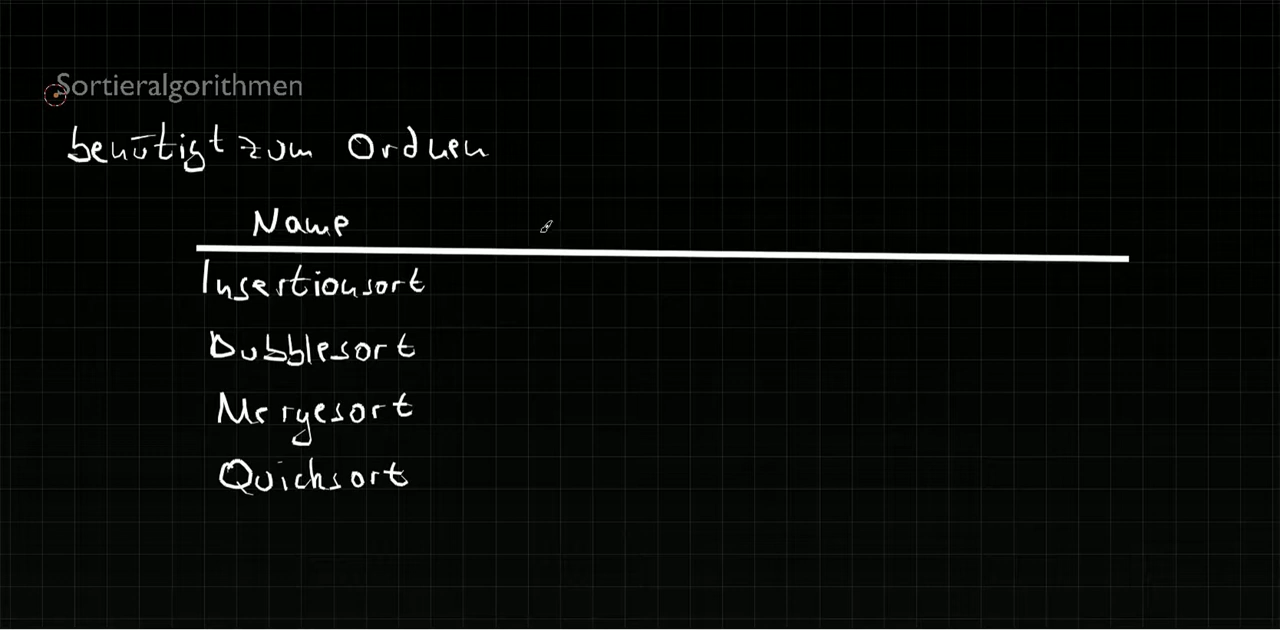 Sortieralgorithmen
benötigt zum Ordnen
Name
Insertionsort
Bubblesort
Mergesort
Quicksort